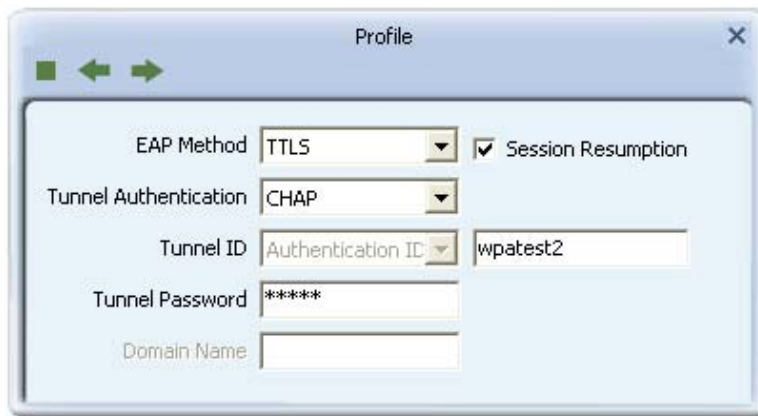 Profile
EAP Method TTLS Session Resumption
Tunnel Authentication CHAP
Tunnel ID Authentication ID wpatest2
Tunnel Password *****
Domain Name